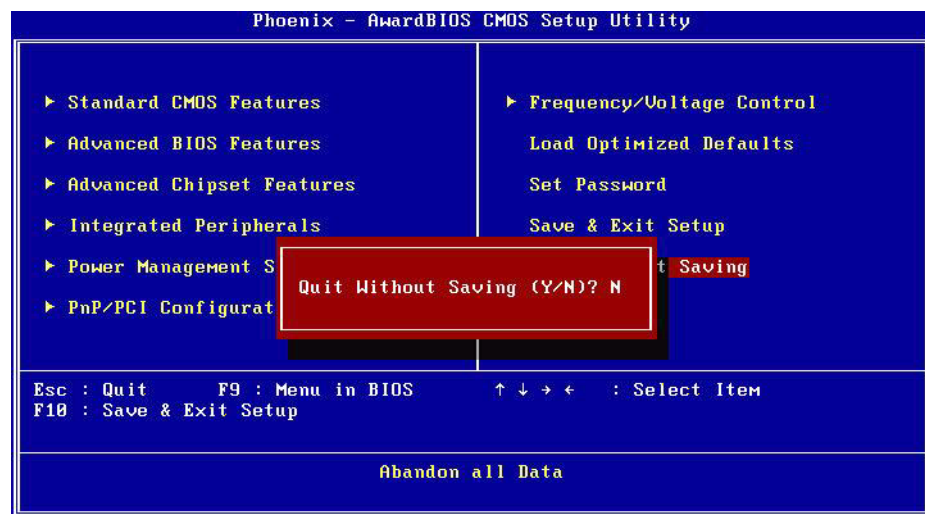 Phoenix - AwardBIOS CMOS Setup Utility
▶ Standard CMOS Features
▶ Advanced BIOS Features
▶ Advanced Chipset Features
▶ Integrated Peripherals
▶ Power Management S
▶ PnP/PCI Configurat
▶ Frequency/Voltage Control
Load Optimized Defaults
Set Password
Save & Exit Setup
t Saving
Quit Without Saving (Y/N)? N
Esc : Quit F9 : Menu in BIOS ↑ ↓ → ← : Select Item
F10 : Save & Exit Setup
Abandon all Data